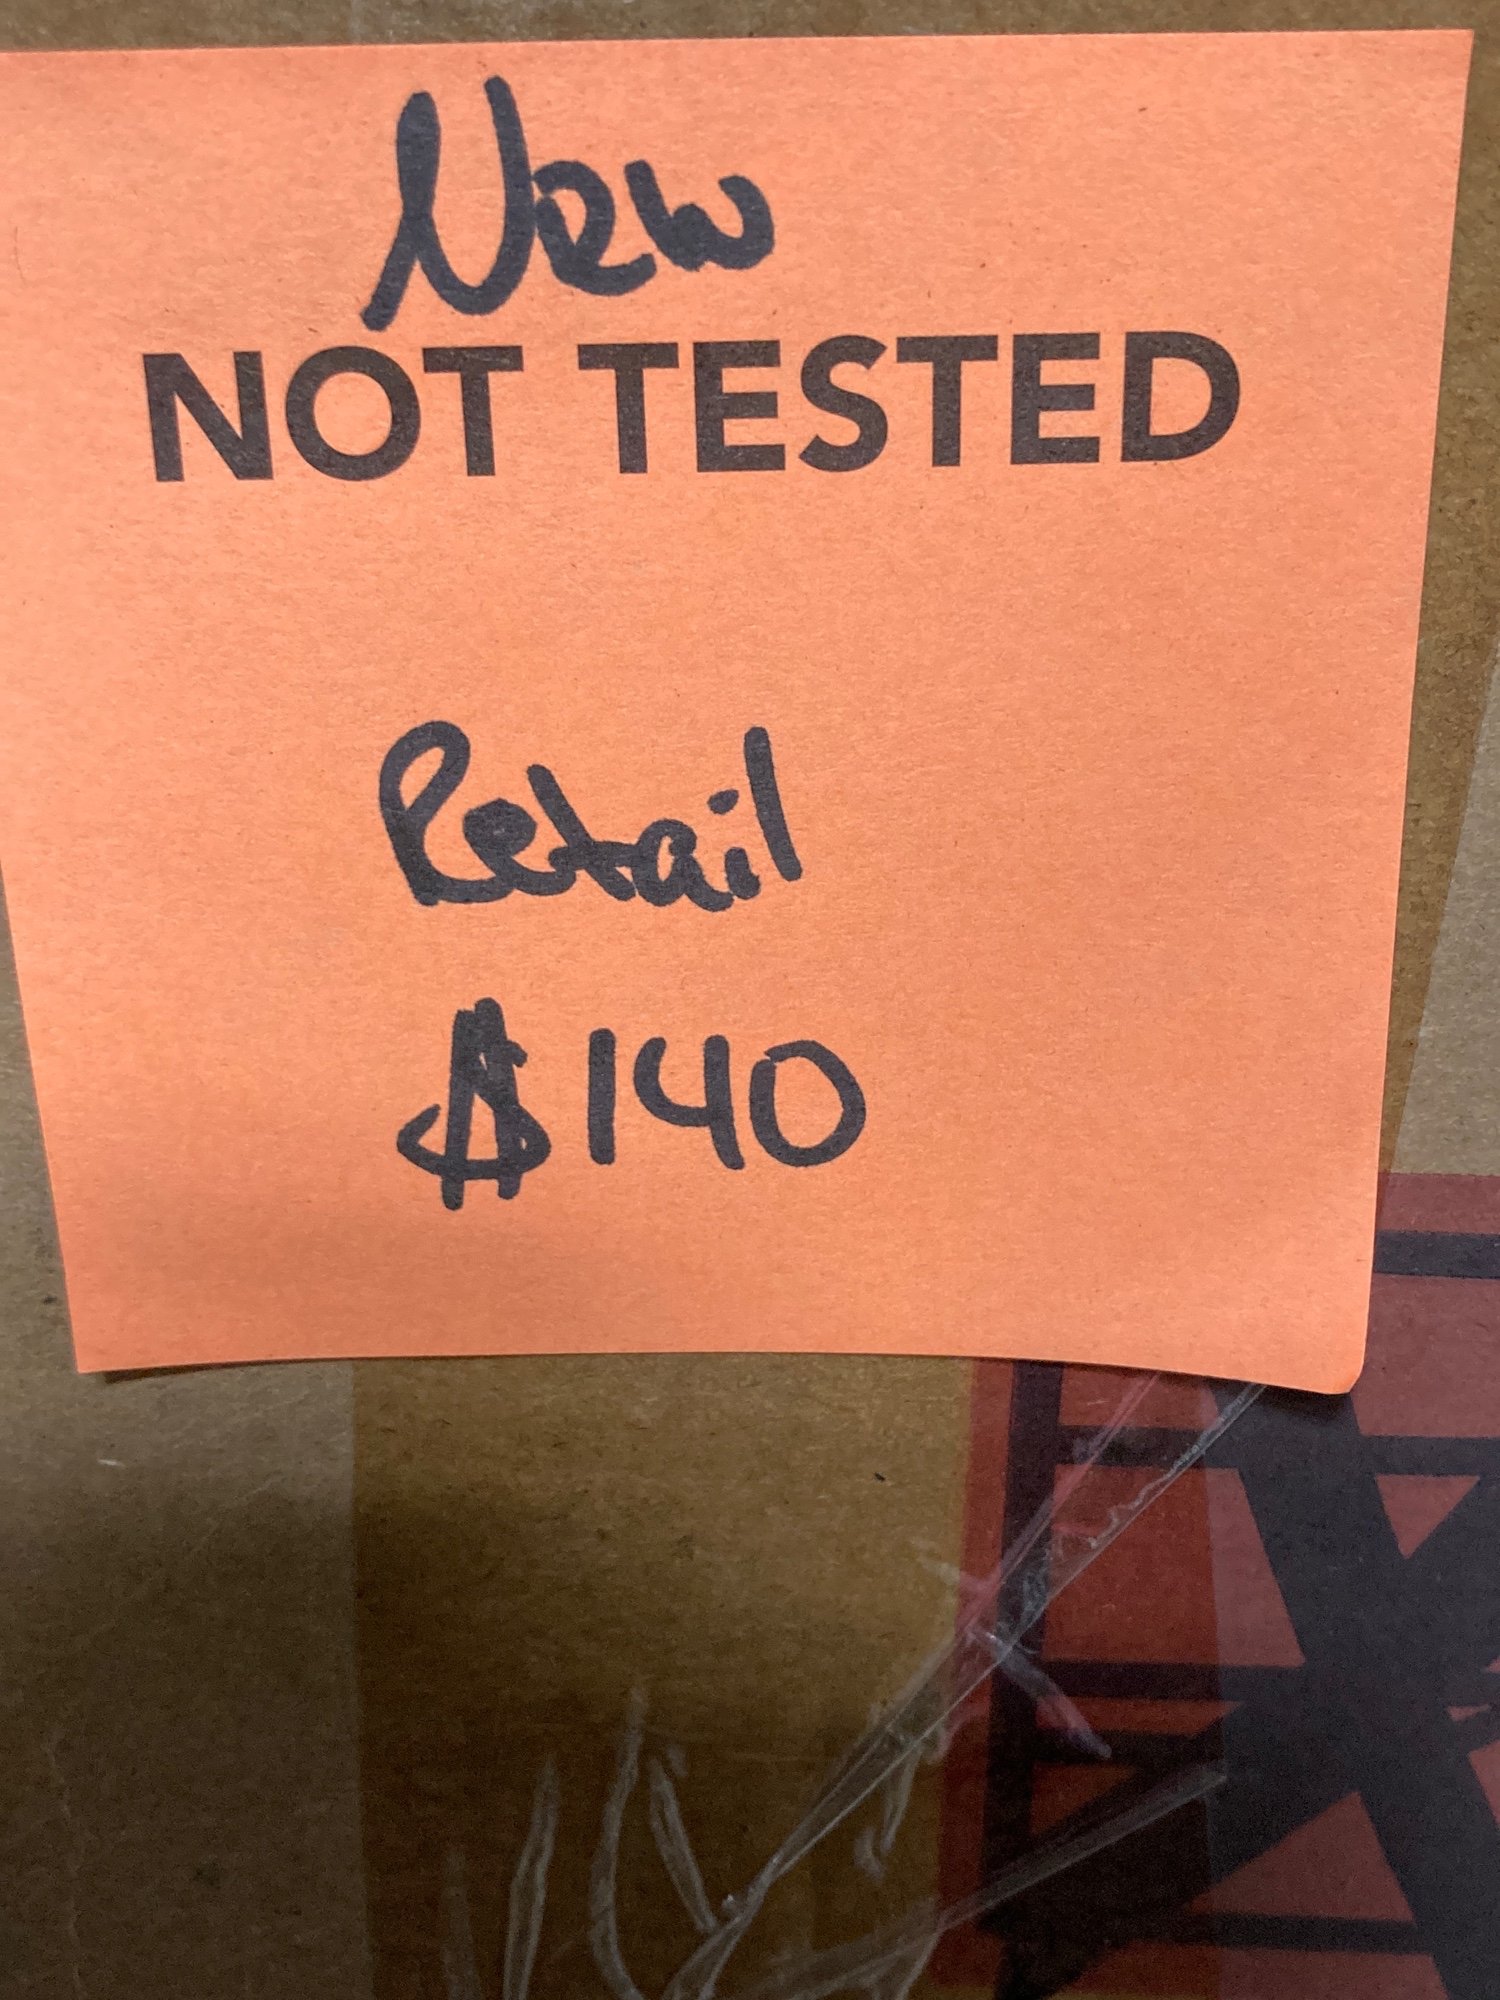 New
NOT TESTED
Retail
$140